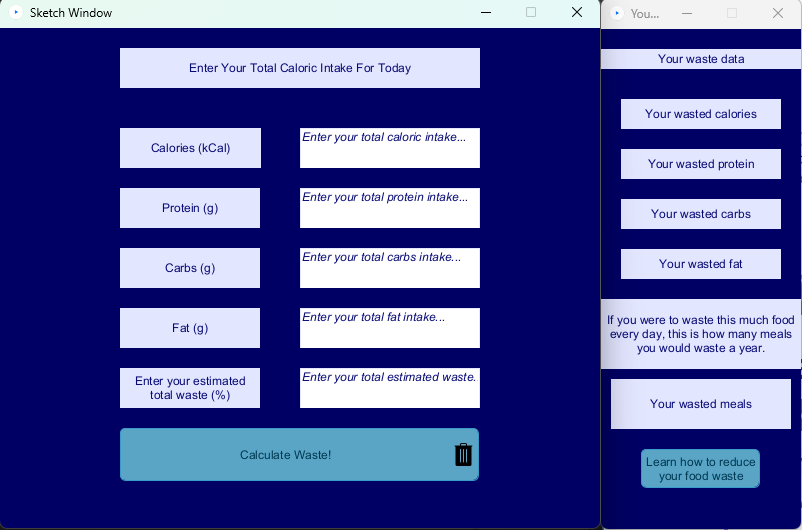 Sketch Window
Enter Your Total Caloric Intake For Today
Calories (kCal)
Enter your total caloric intake...
Protein (g)
Enter your total protein intake...
Carbs (g)
Enter your total carbs intake...
Fat (g)
Enter your total fat intake...
Enter your estimated
total waste (%)
Enter your total estimated waste.
Calculate Waste!
You...
Your waste data
Your wasted calories
Your wasted protein
Your wasted carbs
Your wasted fat
If you were to waste this much food
every day, this is how many meals
you would waste a year.
Your wasted meals
Learn how to reduce
your food waste